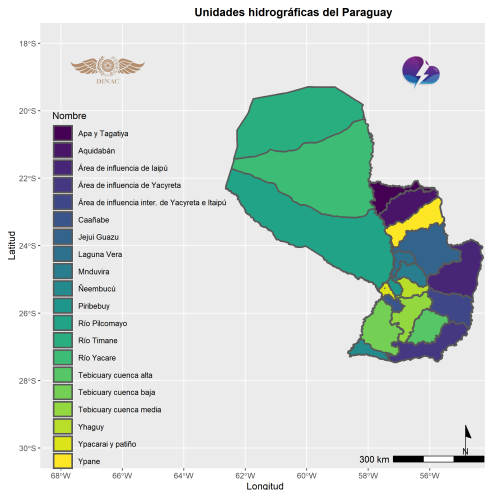 Unidades hidrográficas del Paraguay
DINAC
Nombre
Apa y Tagatiya
Aquidabán
Área de influencia de Iaipú
Área de influencia de Yacyreta
Área de influencia inter. de Yacyreta e Itaipú
Caañabe
Jejui Guazu
Laguna Vera
Mnduvira
Ñeembucú
Piribebuy
Río Pilcomayo
Río Timane
Río Yacare
Tebicuary cuenca alta
Tebicuary cuenca baja
Tebicuary cuenca media
Yhaguy
Ypacarai y patiño
Ypane
18°S
20°S
22°S
24°S
26°S
28°S
30°S
Latitud
N
300 km
68°W
66°W
64°W
62°W
60°W
58°W
56°W
Longitud